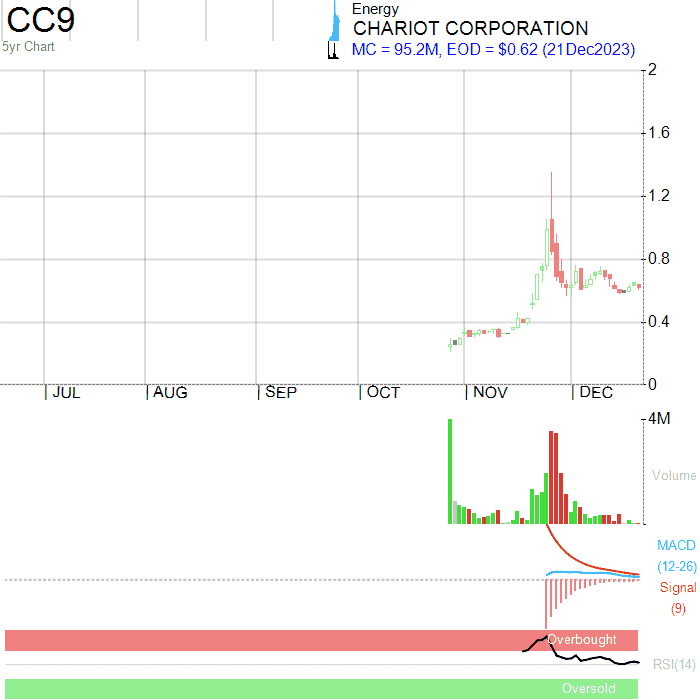 CC9
5yr Chart
Energy
CHARIOT CORPORATION
MC = 95.2M, EOD = $0.62 (21Dec2023)
2
1.6
1.2
0.8
0.4
0
JUL AUG SEP OCT NOV DEC
4M
Volume
MACD
(12-26)
Signal
(9)
Overbought
RSI(14)
Oversold